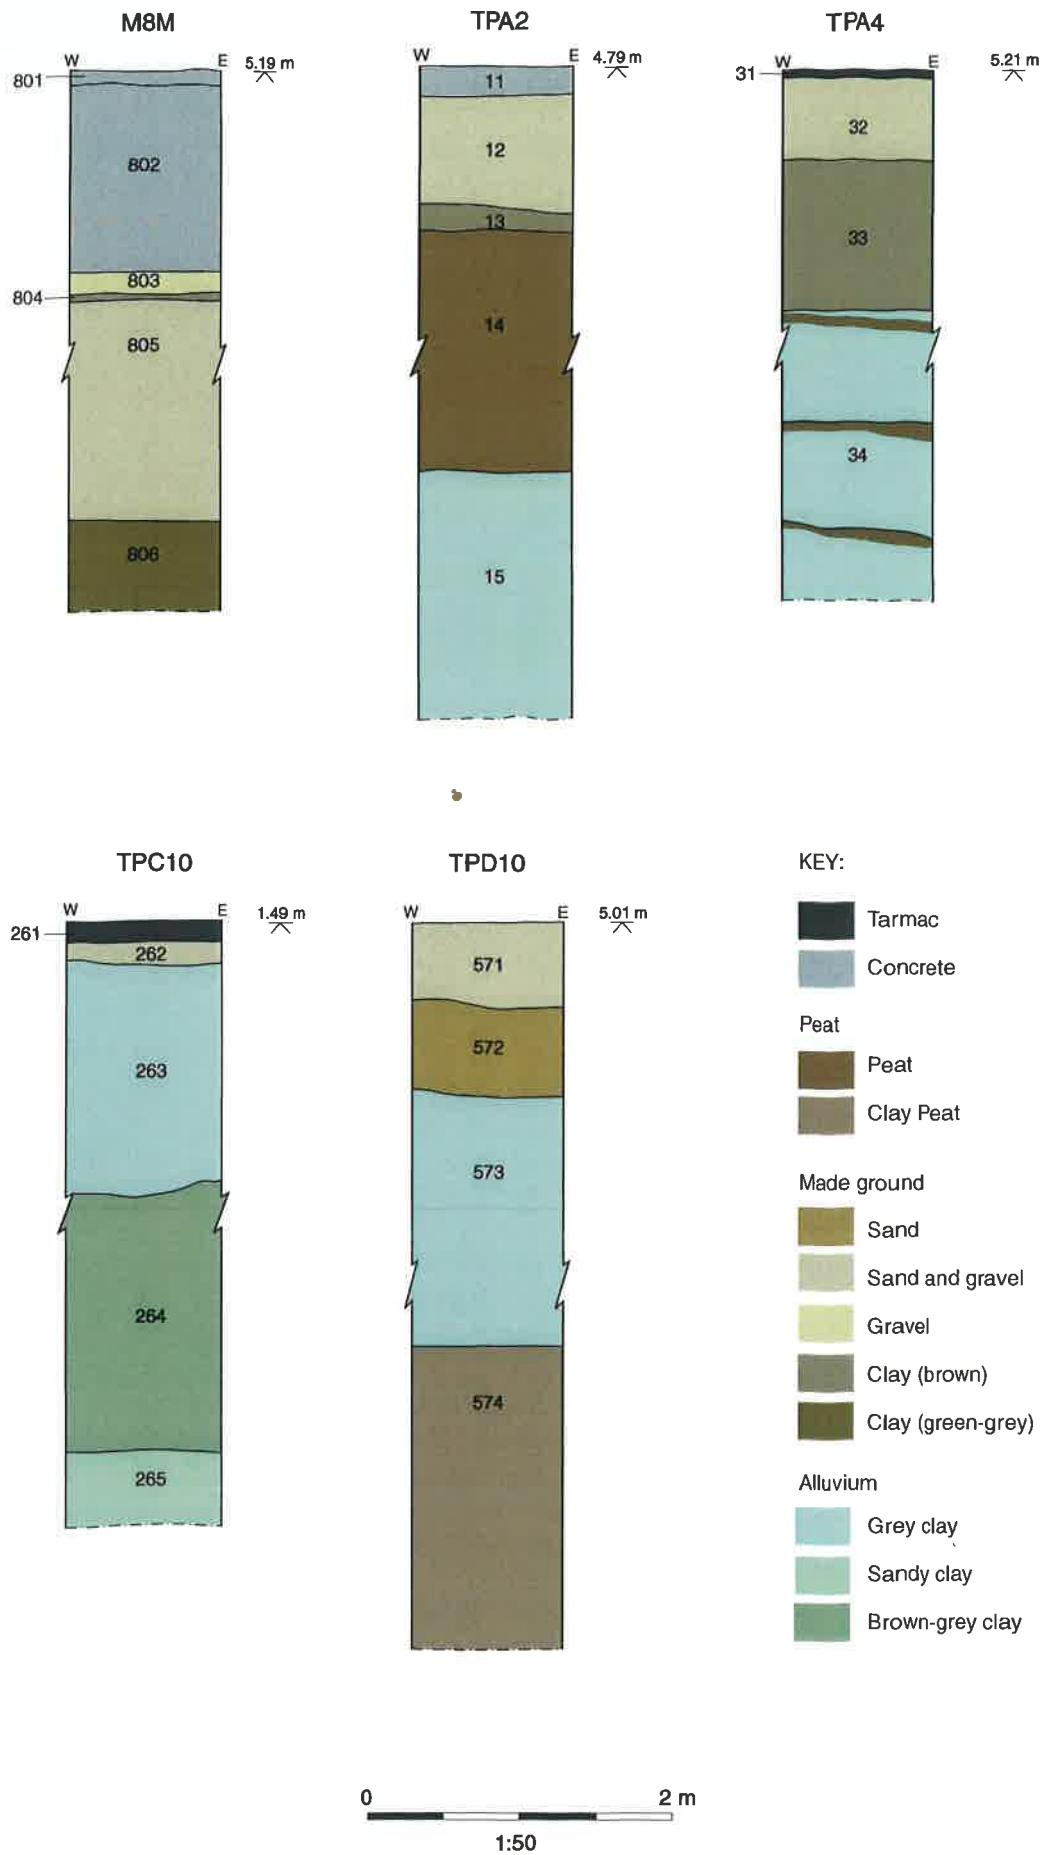 M8M TPA2 TPA4
W E 5.19 m W E 4.79 m W E 5.21 m
801 11 31
32
12
802
13 33
803
804
14
805
34
806
15
TPC10 TPD10 KEY:
W E 1.49 m W E 5.01 m
261 Tarmac
262
571 Concrete
Peat
572
263 Peat
Clay Peat
573
Made ground
Sand
Sand and gravel
264
Gravel
Clay (brown)
574
Clay (green-grey)
265
Alluvium
Grey clay
Sandy clay
Brown-grey clay
0 2 m
1:50